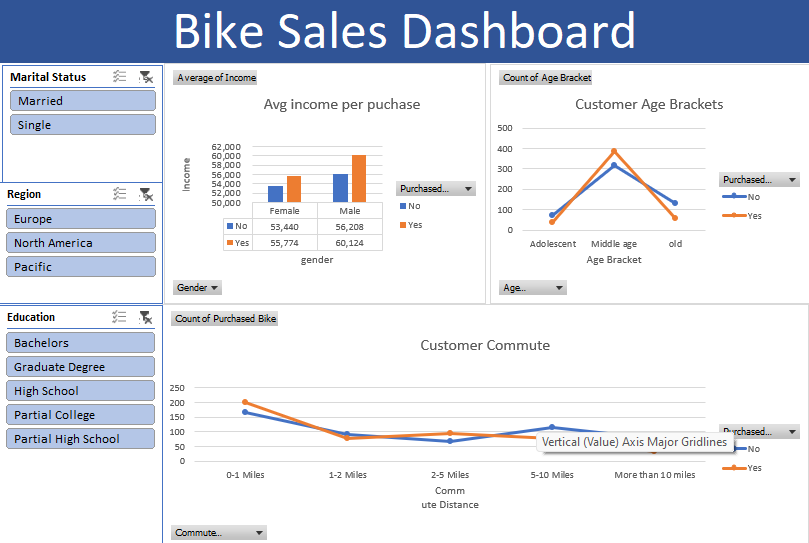 Bike Sales Dashboard
Marital Status
Married
Single
Region
Europe
North America
Pacific
Education
Bachelors
Graduate Degree
High School
Partial College
Partial High School
Average of Income
Avg income per puchase
Income
62,000
60,000
58,000
56,000
54,000
52,000
50,000
Female Male
No 53,440 56,208
Yes 55,774 60,124
gender
Purchased...
No
Yes
Gender
Count of Age Bracket
Customer Age Brackets
500
400
300
200
100
0
Adolescent Middle age old
Age Bracket
Purchased...
No
Yes
Age...
Count of Purchased Bike
Customer Commute
250
200
150
100
50
0
0-1 Miles 1-2 Miles 2-5 Miles 5-10 Miles More than 10 miles
Comm
ute Distance
Vertical (Value) Axis Major Gridlines
Purchased...
No
Yes
Commute...